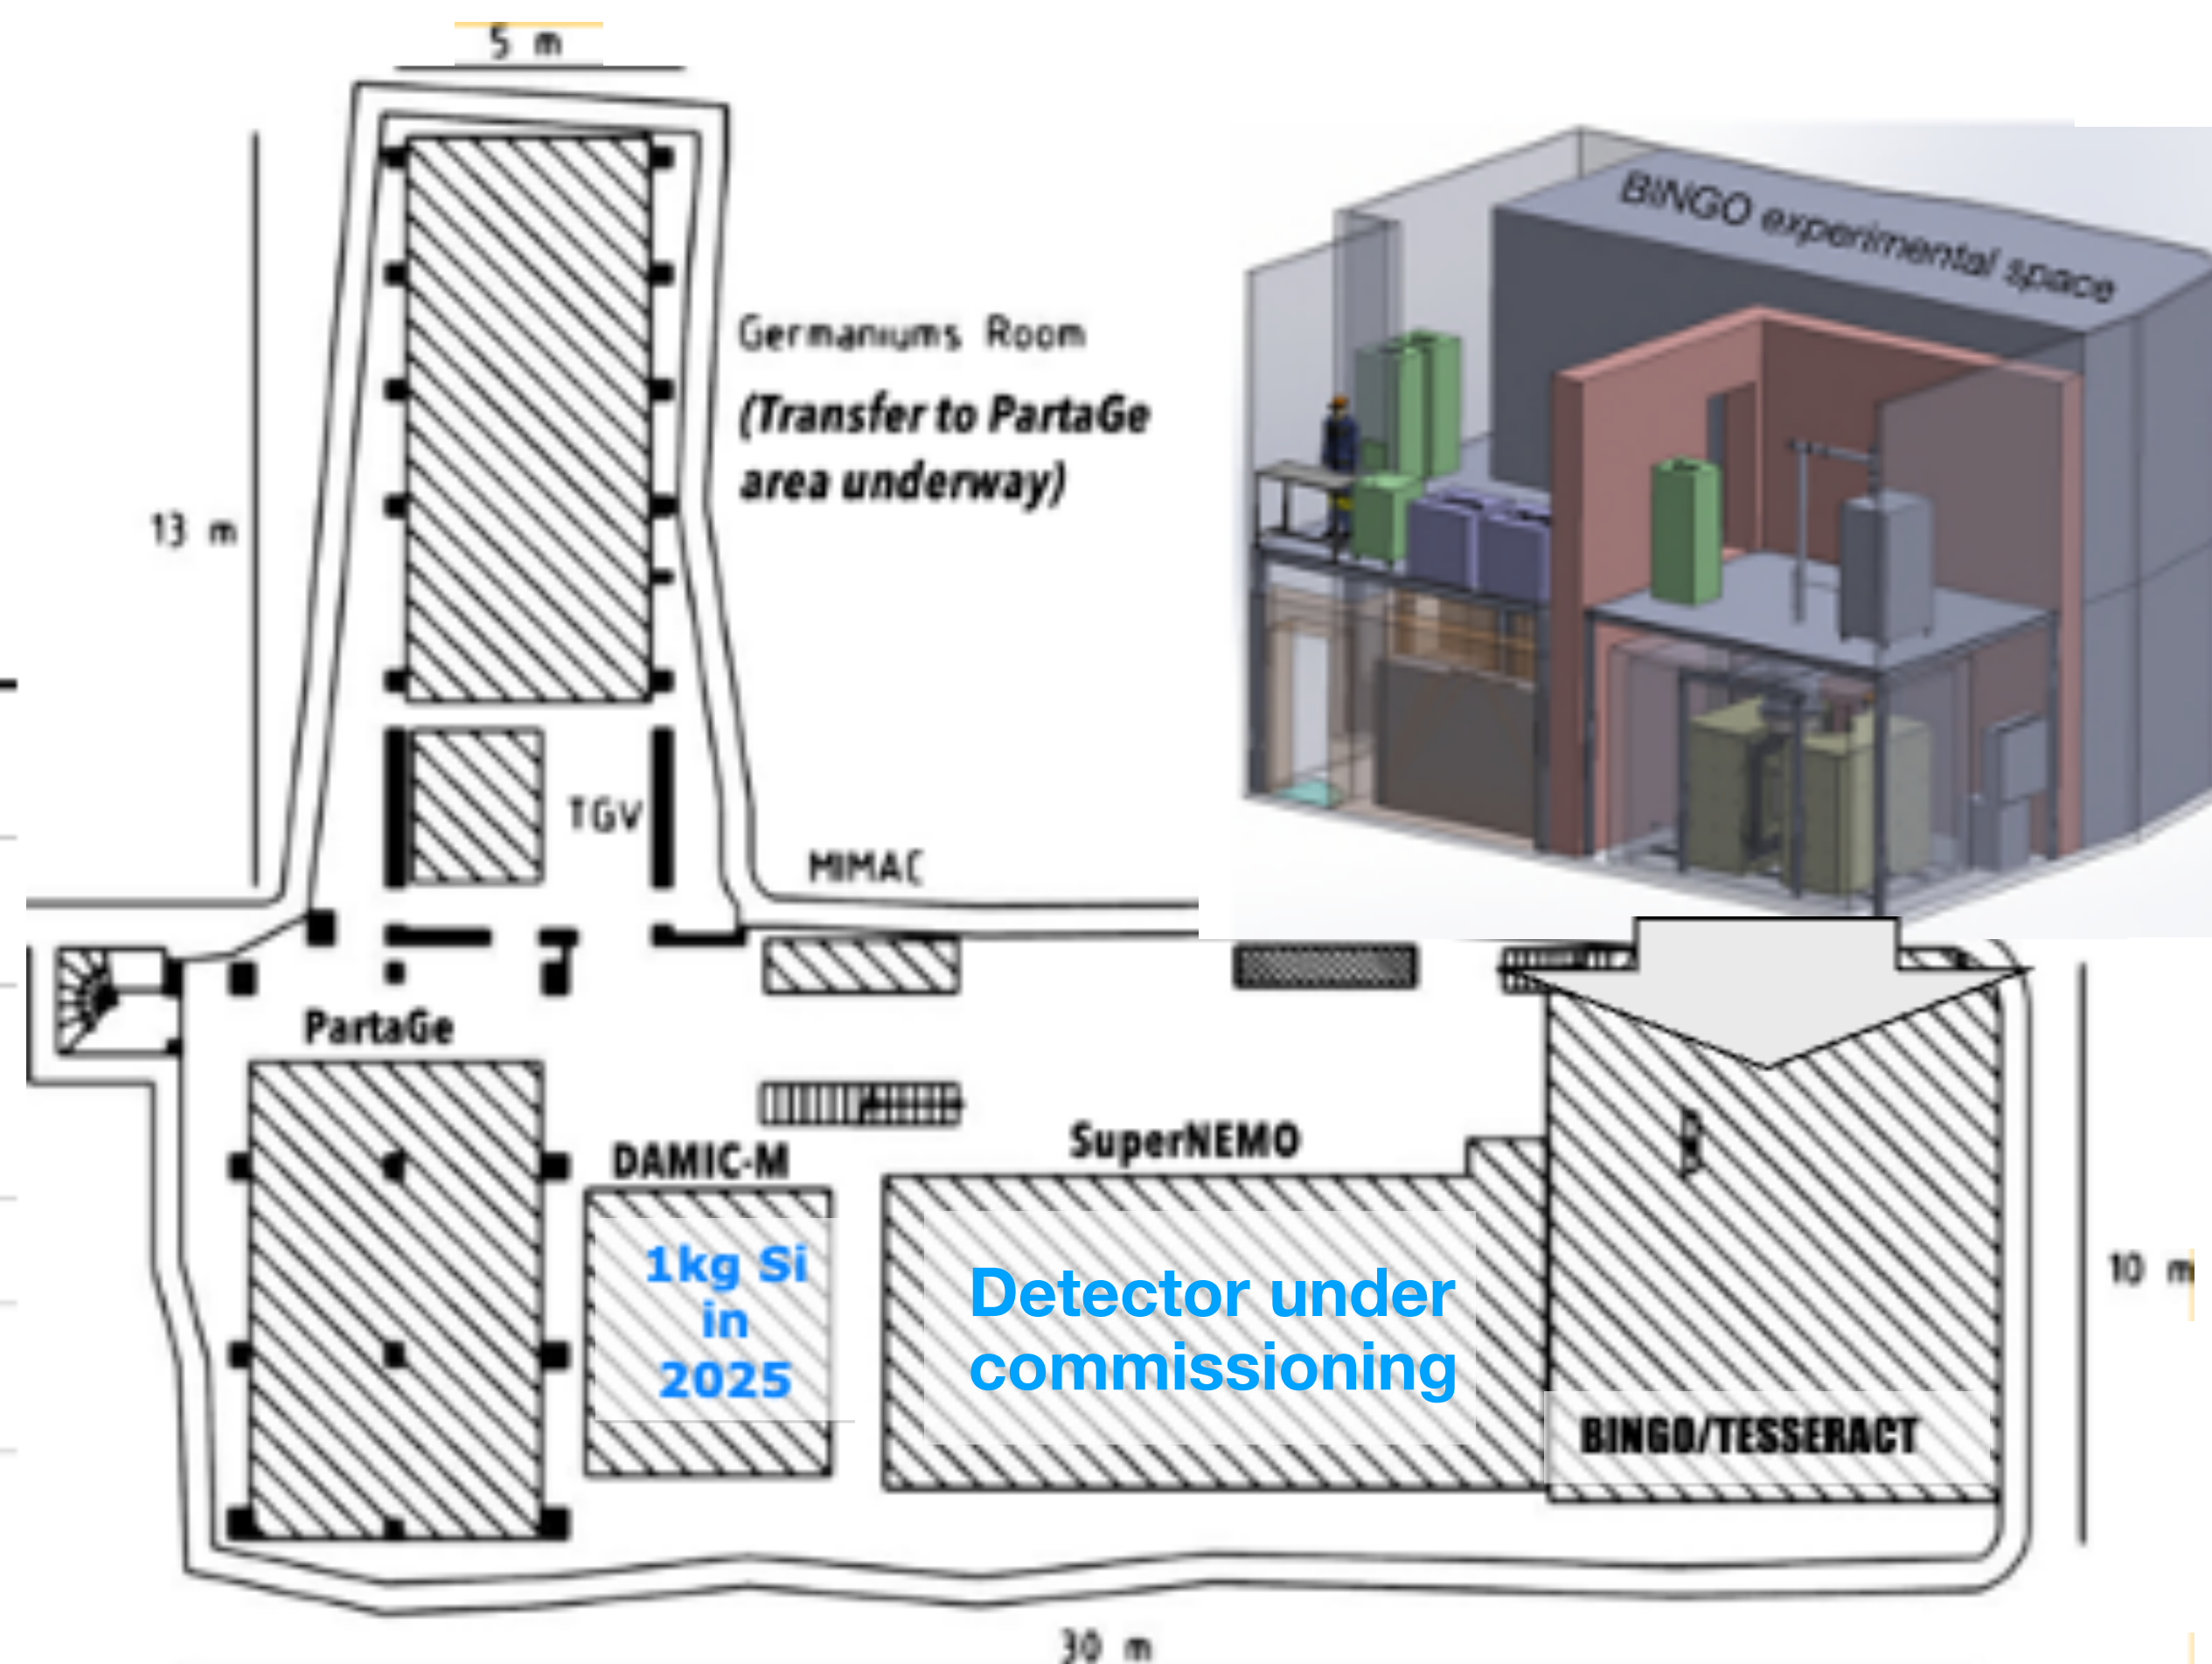 5 m
BINGO experimental space
Germaniums Room
(Transfer to PartaGe
area underway)
13 m
TGV
MIMAC
PartaGe
DAMIC-M
SuperNEMO
1kg Si
in
2025
Detector under
commissioning
BINGO/TESSERACT
10 m
30 m